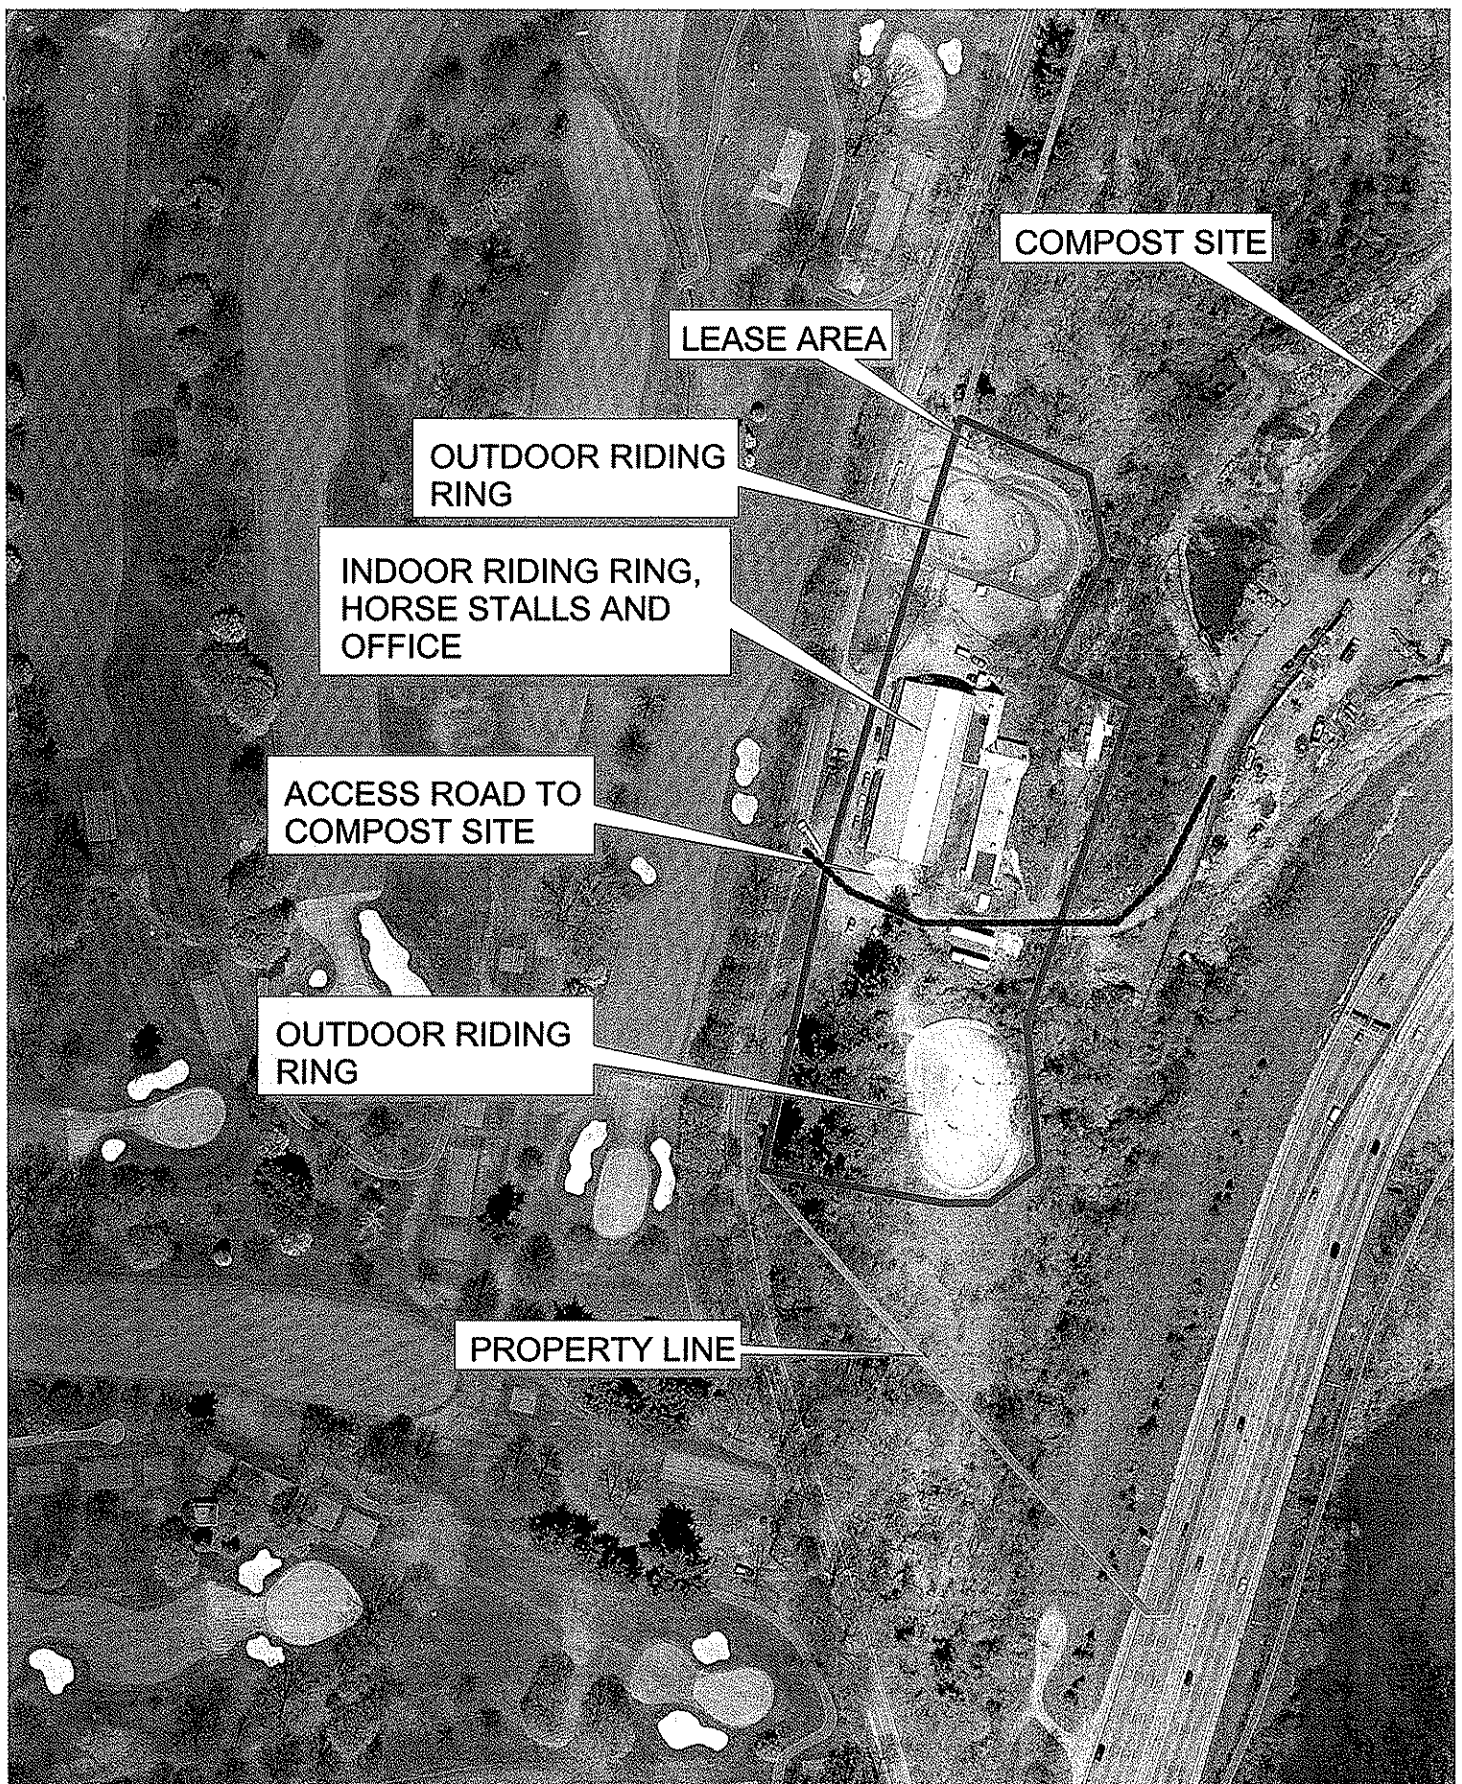 COMPOST SITE
LEASE AREA
OUTDOOR RIDING
RING
INDOOR RIDING RING,
HORSE STALLS AND
OFFICE
ACCESS ROAD TO
COMPOST SITE
OUTDOOR RIDING
RING
PROPERTY LINE